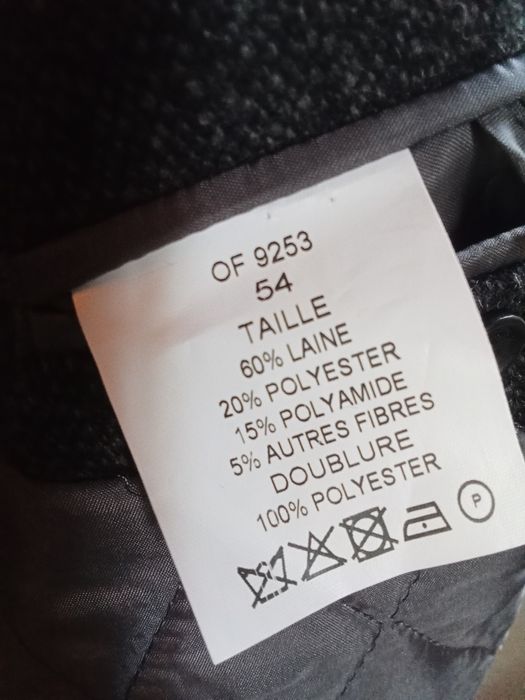 OF 9253
54
TAILLE
60% LAINE
20% POLYESTER
15% POLYAMIDE
5% AUTRES FIBRES
DOUBLURE
100% POLYESTER
P